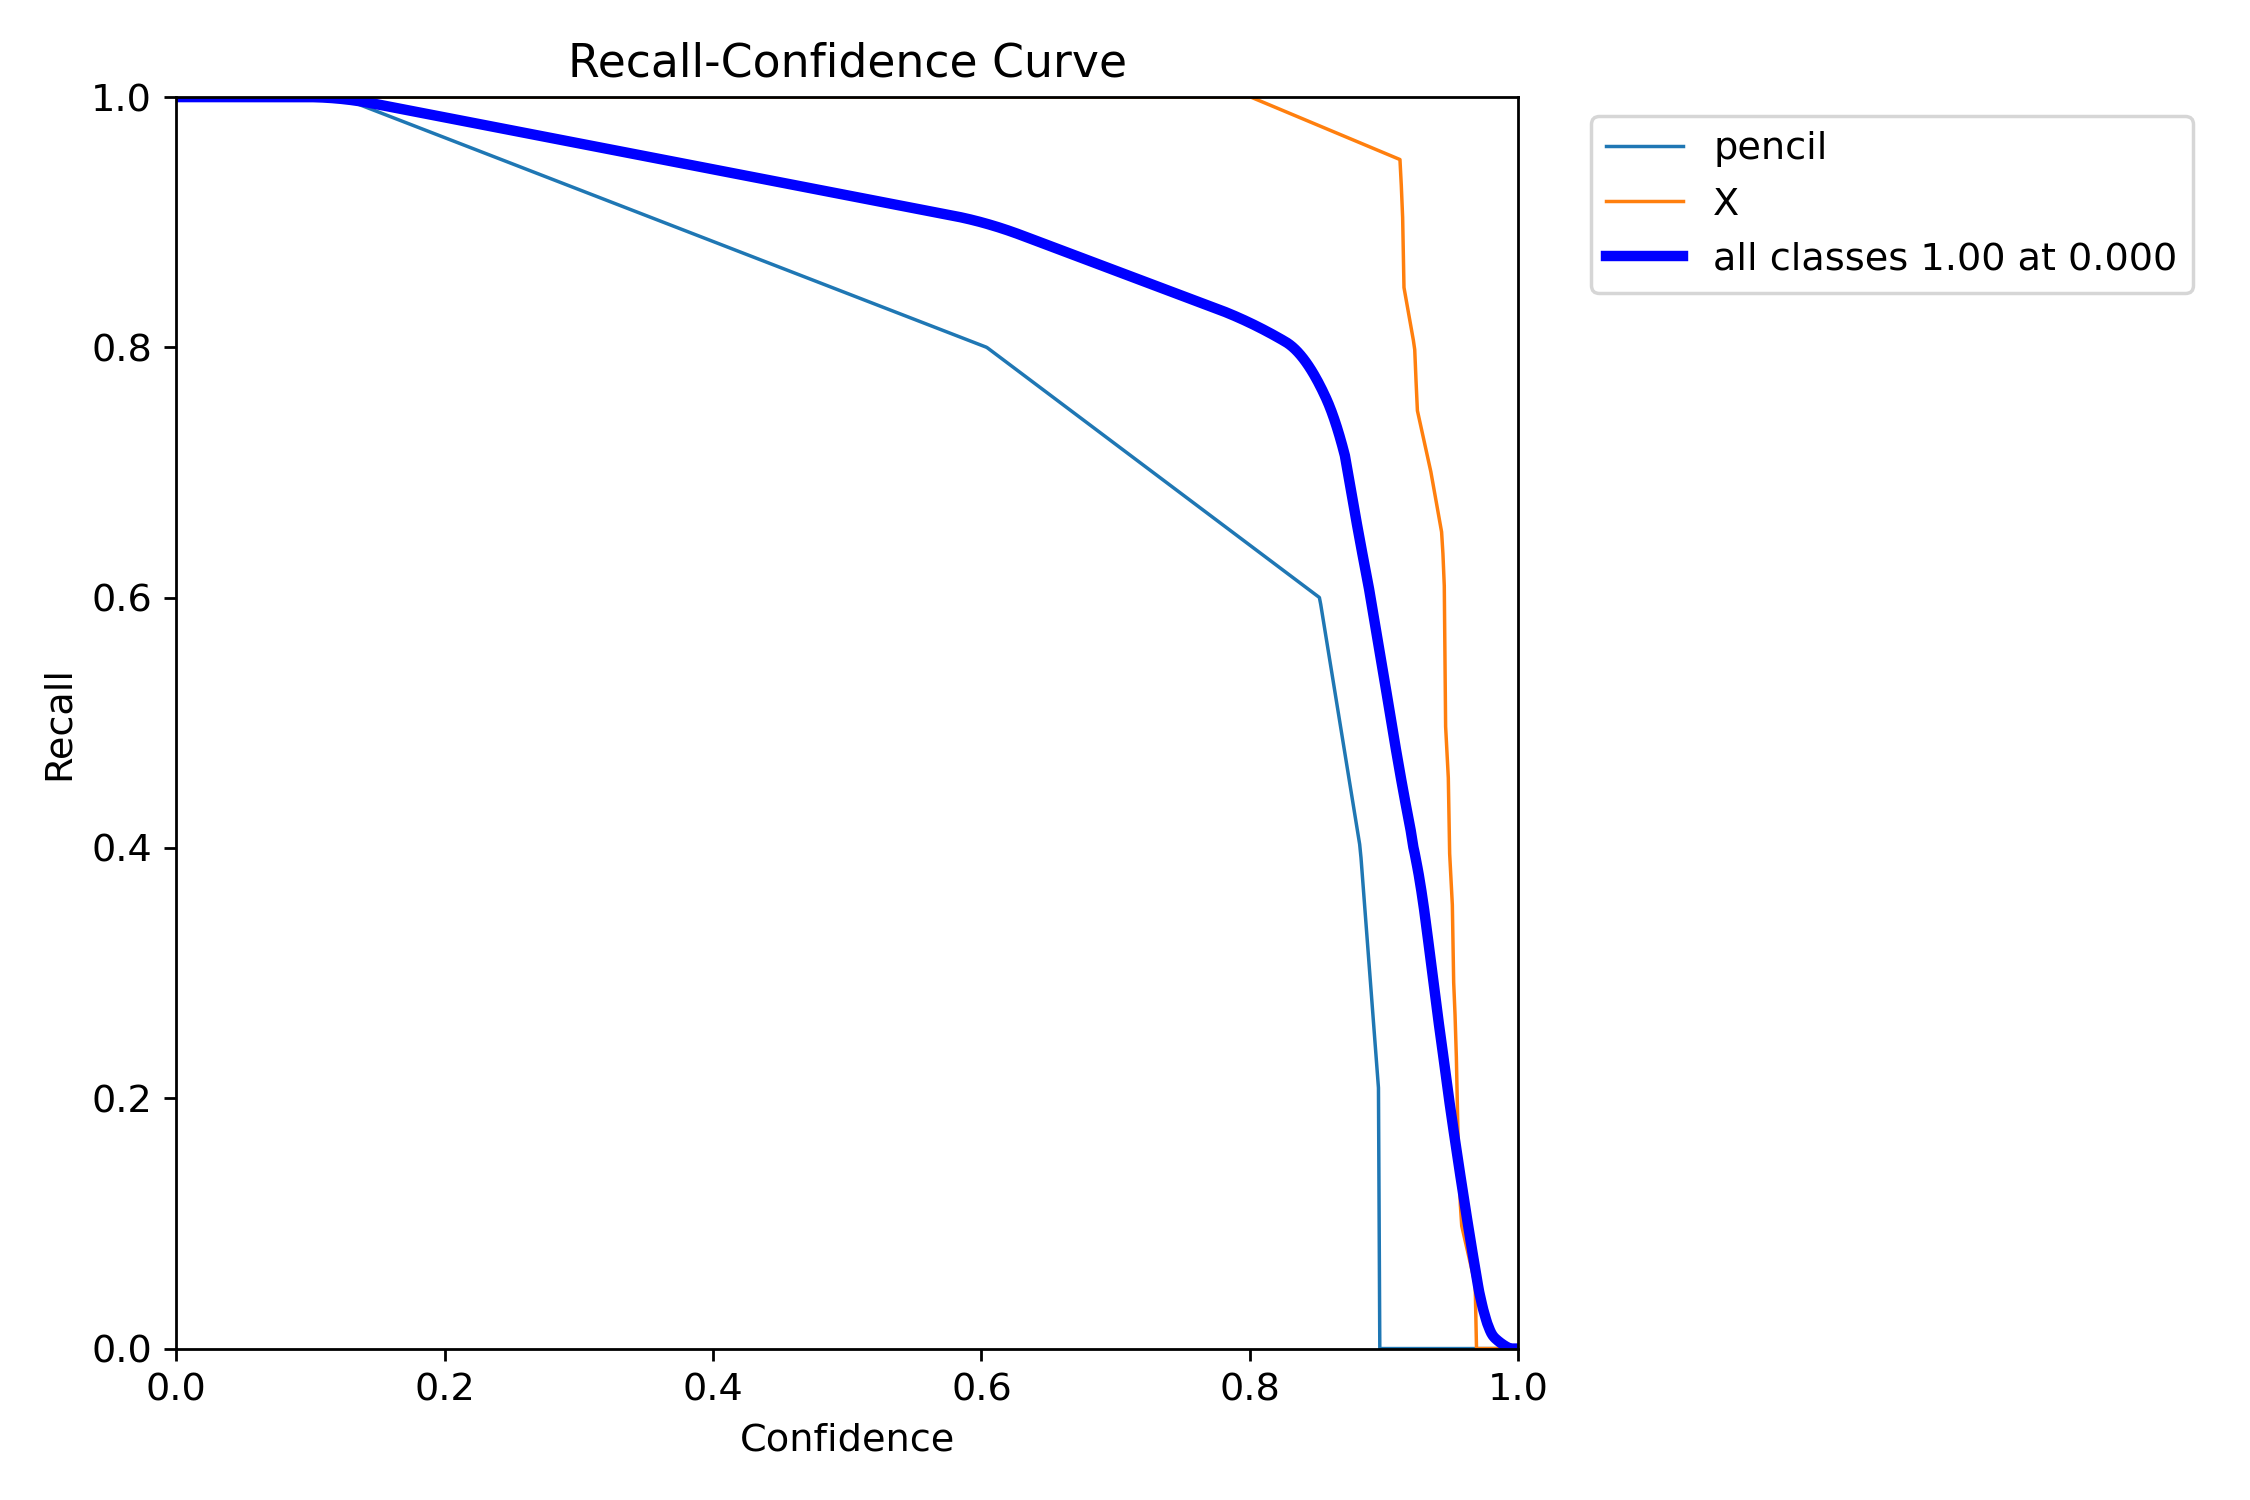 Recall-Confidence Curve
1.0
0.8
0.6
0.4
0.2
0.0
Recall
0.0 0.2 0.4 0.6 0.8 1.0
Confidence
pencil
X
all classes 1.00 at 0.000